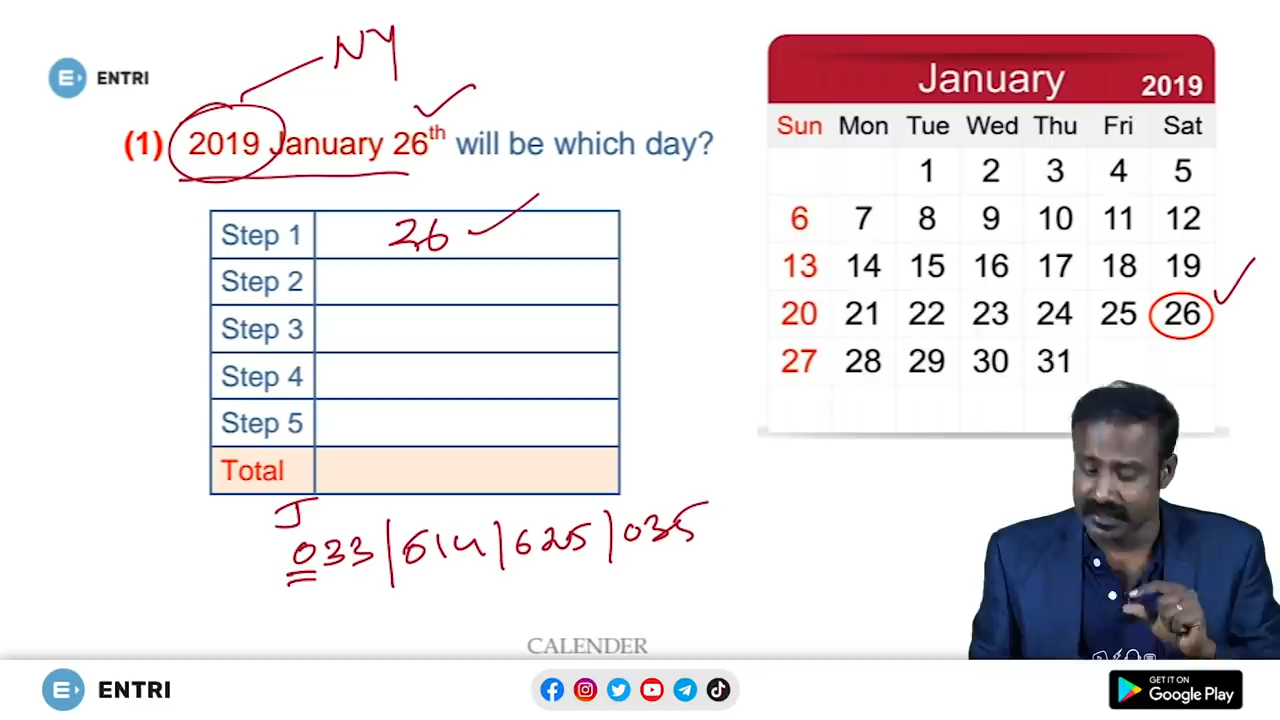 ENTRI
NY
(1) 2019 January 26th will be which day?
Step 1 26
Step 2
Step 3
Step 4
Step 5
Total
J
033/614/625/035
January 2019
Sun Mon Tue Wed Thu Fri Sat
1 2 3 4 5
6 7 8 9 10 11 12
13 14 15 16 17 18 19
20 21 22 23 24 25 26
27 28 29 30 31
CALENDER
ENTRI
GET IT ON
Google Play